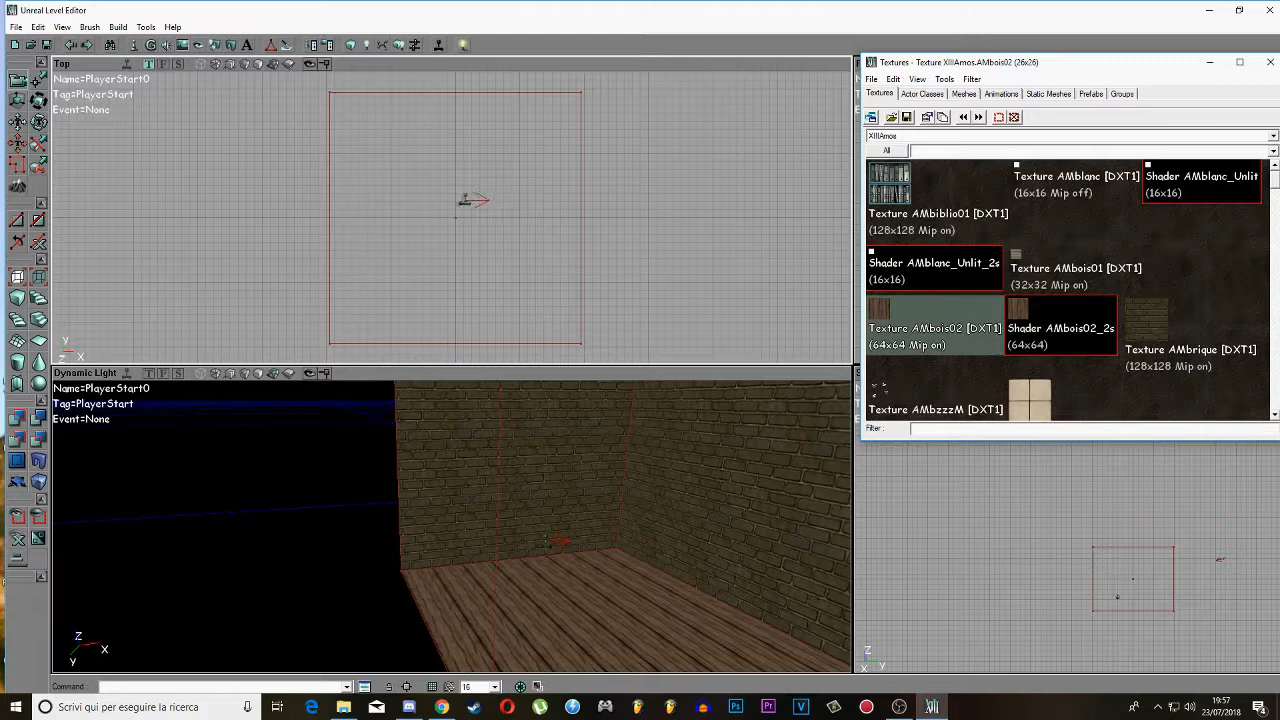 Unreal Level Editor
File Edit View Brush Build Tools Help
Top T F S
Name=PlayerStart0
Tag=PlayerStart
Event=None
y
Z X
Dynamic Light T F S
Name=PlayerStart0
Tag=PlayerStart
Event=None
Z
X
y
Textures - Texture XIIIAmos.AMbois02 (26x26)
File Edit View Tools Filter
Textures Actor Classes Meshes Animations Static Meshes Prefabs Groups
XIIIAmos
All
Texture AMbiblio01 [DXT1]
(128x128 Mip on)
Texture AMblanc [DXT1]
(16x16 Mip off)
Shader AMblanc_Unlit
(16x16)
Shader AMblanc_Unlit_2s
(16x16)
Texture AMbois01 [DXT1]
(32x32 Mip on)
Texture AMbois02 [DXT1]
(64x64 Mip on)
Shader AMbois02_2s
(64x64)
Texture AMbrique [DXT1]
(128x128 Mip on)
Texture AMbzzzM [DXT1]
Filter :
Z
X y
Command : 16
Scrivi qui per eseguire la ricerca
19:57
23/07/2018